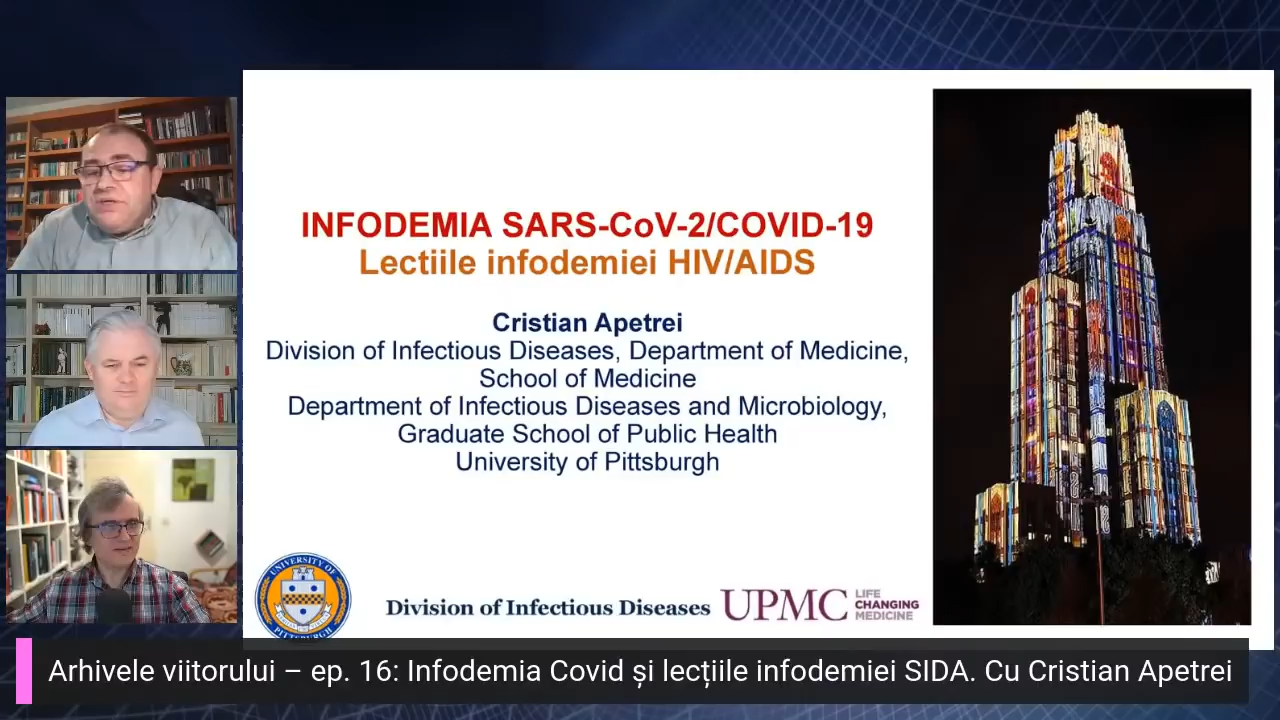 INFODEMIA SARS-CoV-2/COVID-19
Lectiile infodemiei HIV/AIDS
Cristian Apetrei
Division of Infectious Diseases, Department of Medicine,
School of Medicine
Department of Infectious Diseases and Microbiology,
Graduate School of Public Health
University of Pittsburgh
UNIVERSITY OF
PITTSBURGH
Division of Infectious Diseases
UPMC
LIFE
CHANGING
MEDICINE
Arhivele viitorului – ep. 16: Infodemia Covid și lecțiile infodemiei SIDA. Cu Cristian Apetrei